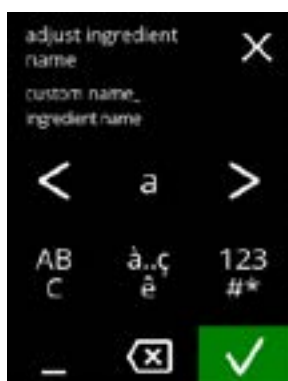 adjust ingredient
name
custom name_
ingredient name
< a >
AB
C
à..ç
ê
123
#*
_